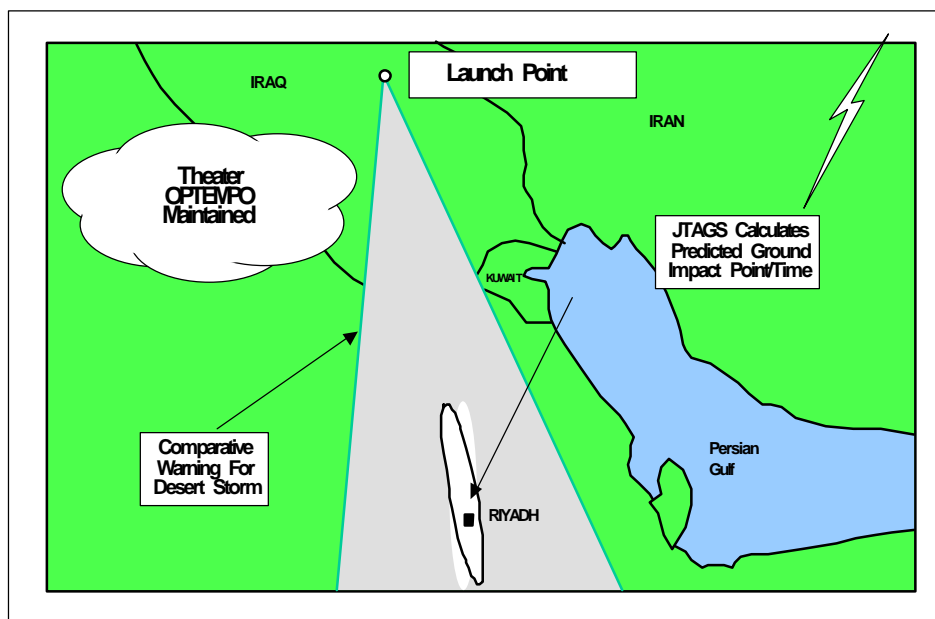 Launch Point
IRAQ
IRAN
Theater
OPTEMPO
Maintained
JTAGS Calculates
Predicted Ground
Impact Point/Time
KUWAIT
Comparative
Warning For
Desert Storm
Persian
Gulf
RIYADH